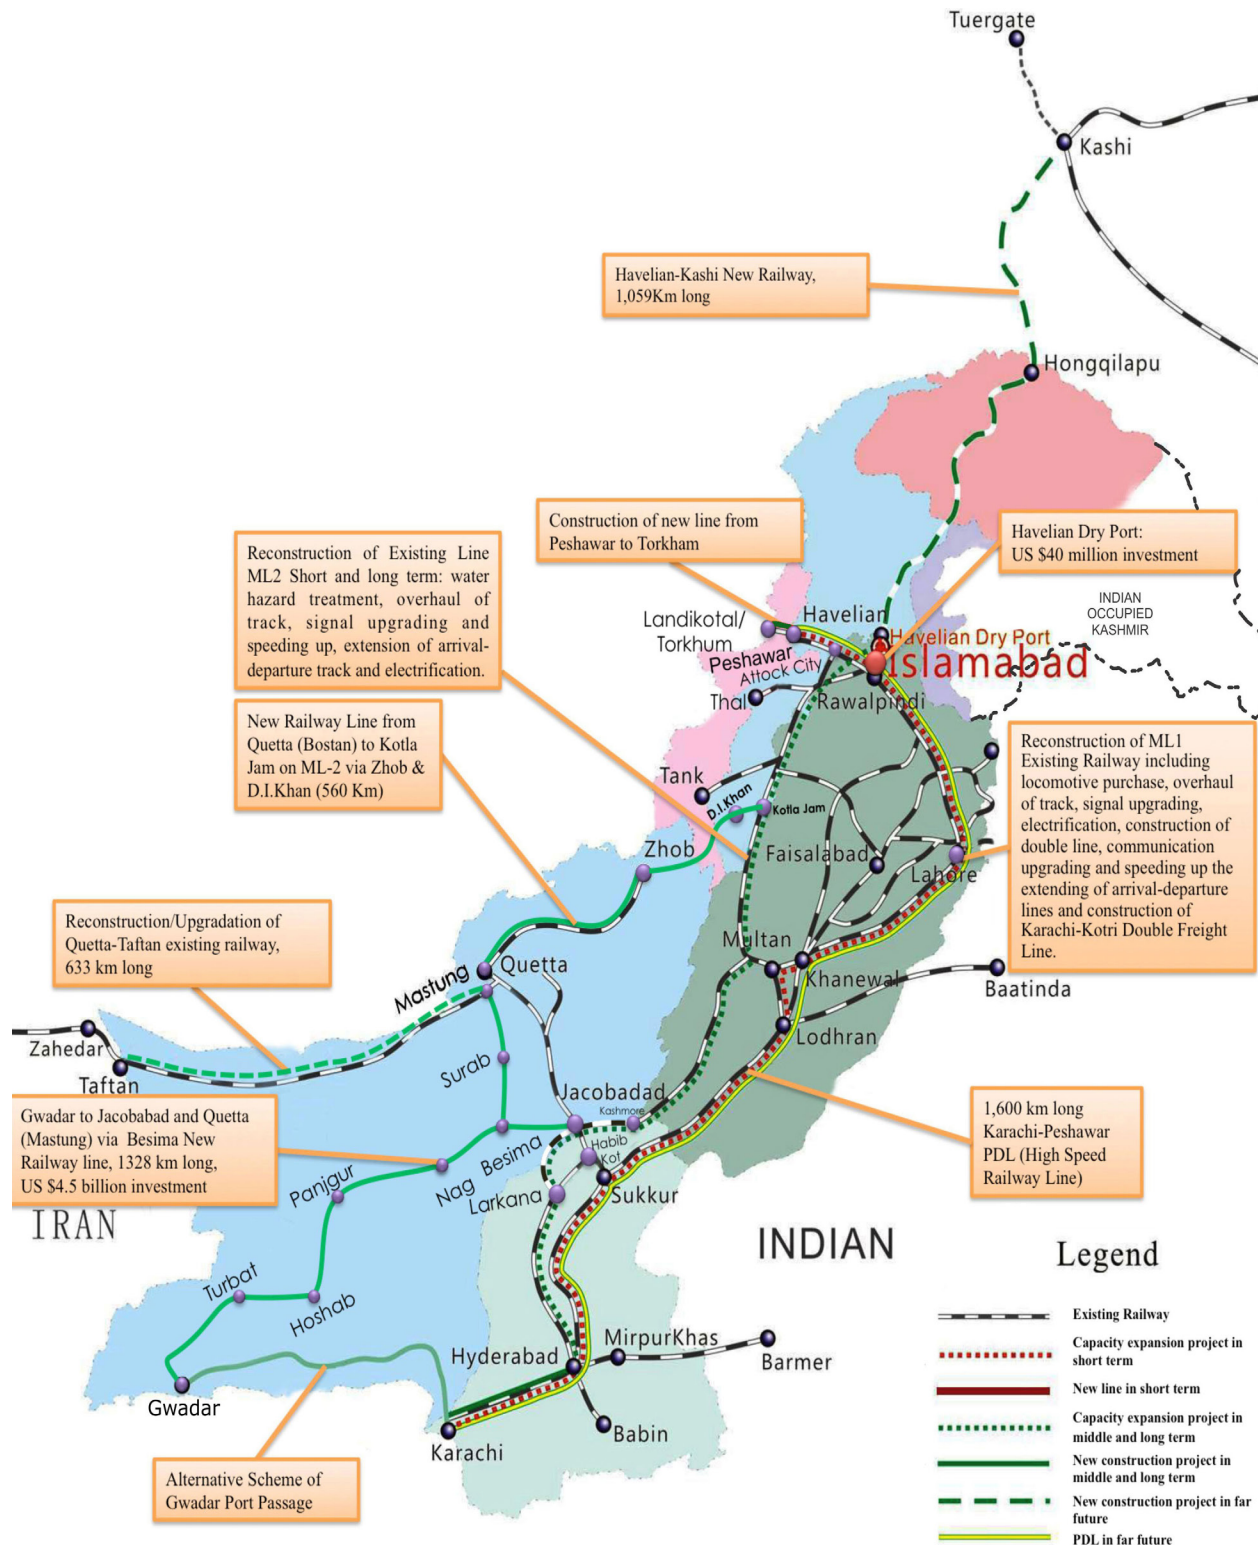 Tuergate
Kashi
Havelian-Kashi New Railway,
1,059Km long
Hongqilapu
Construction of new line from
Peshawar to Torkham
Havelian Dry Port:
US $40 million investment
Reconstruction of Existing Line
ML2 Short and long term: water
hazard treatment, overhaul of
track, signal upgrading and
speeding up, extension of arrival-
departure track and electrification.
INDIAN
OCCUPIED
KASHMIR
Landikotal/
Torkhum
Havelian
Havelian Dry Port
Islamabad
Peshawar
Attock City
Thal
Rawalpindi
New Railway Line from
Quetta (Bostan) to Kotla
Jam on ML-2 via Zhob &
D.I.Khan (560 Km)
Reconstruction of ML1
Existing Railway including
locomotive purchase, overhaul
of track, signal upgrading,
electrification, construction of
double line, communication
upgrading and speeding up the
extending of arrival-departure
lines and construction of
Karachi-Kotri Double Freight
Line.
Tank
D.I.Khan
Kotla Jam
Zhob
Faisalabad
Lahore
Reconstruction/Upgradation of
Quetta-Taftan existing railway,
633 km long
Multan
Khanewal
Mastung
Quetta
Baatinda
Lodhran
Zahedar
Taftan
Surab
Jacobadad
Kashmore
Gwadar to Jacobabad and Quetta
(Mastung) via Besima New
Railway line, 1328 km long,
US $4.5 billion investment
1,600 km long
Karachi-Peshawar
PDL (High Speed
Railway Line)
Besima
Habib
Kot
Nag
Panjgur
Larkana
Sukkur
IRAN
INDIAN
Turbat
Hoshab
Hyderabad
MirpurKhas
Barmer
Gwadar
Karachi
Babin
Alternative Scheme of
Gwadar Port Passage
Legend
Existing Railway
Capacity expansion project in
short term
New line in short term
Capacity expansion project in
middle and long term
New construction project in
middle and long term
New construction project in far
future
PDL in far future